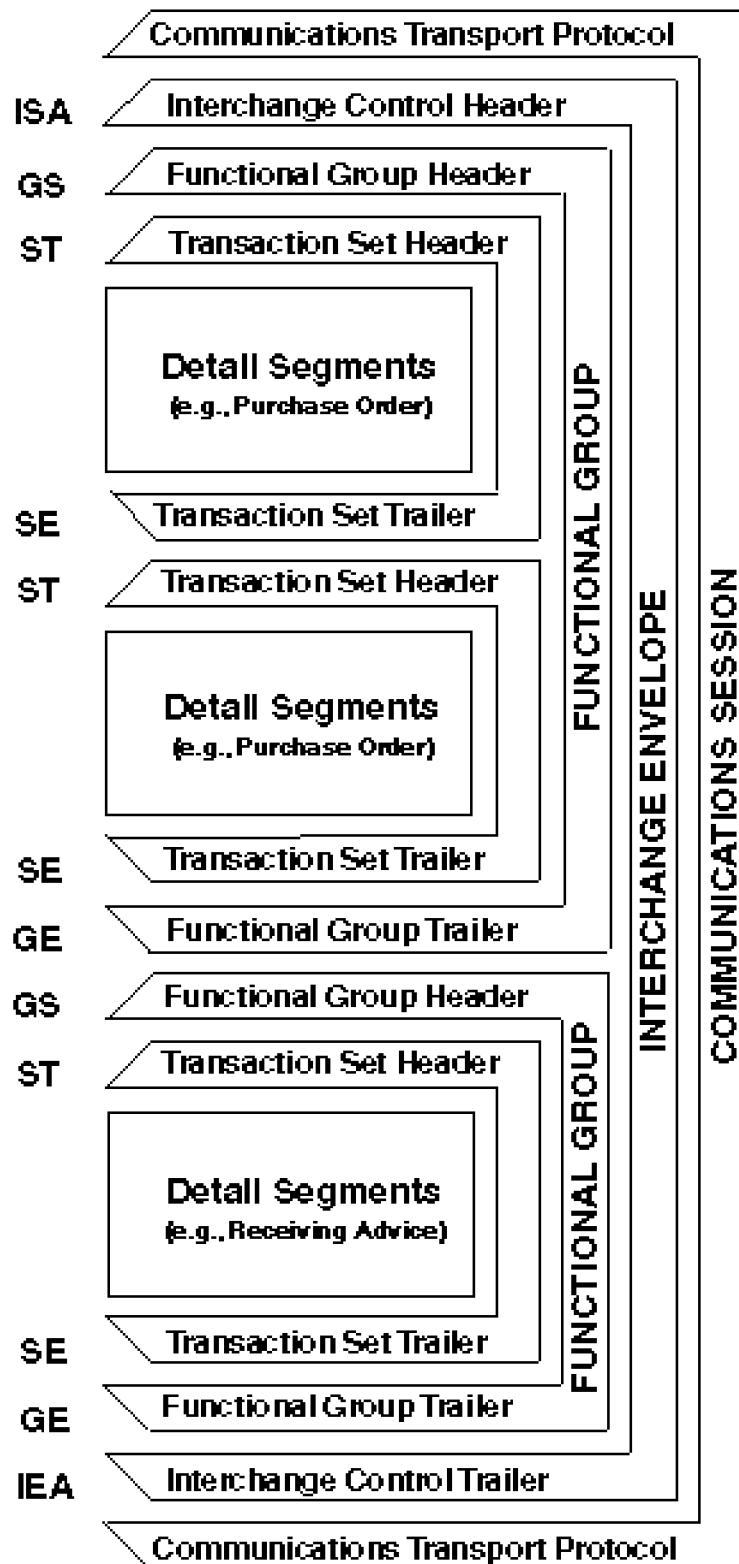 Communications Transport Protocol
ISA Interchange Control Header
GS Functional Group Header
ST Transaction Set Header
Detail Segments
(e.g., Purchase Order)
SE Transaction Set Trailer
ST Transaction Set Header
Detail Segments
(e.g., Purchase Order)
SE Transaction Set Trailer
GE Functional Group Trailer
FUNCTIONAL GROUP
GS Functional Group Header
ST Transaction Set Header
Detail Segments
(e.g., Receiving Advice)
SE Transaction Set Trailer
GE Functional Group Trailer
FUNCTIONAL GROUP
IEA Interchange Control Trailer
INTERCHANGE ENVELOPE
Communications Transport Protocol
COMMUNICATIONS SESSION